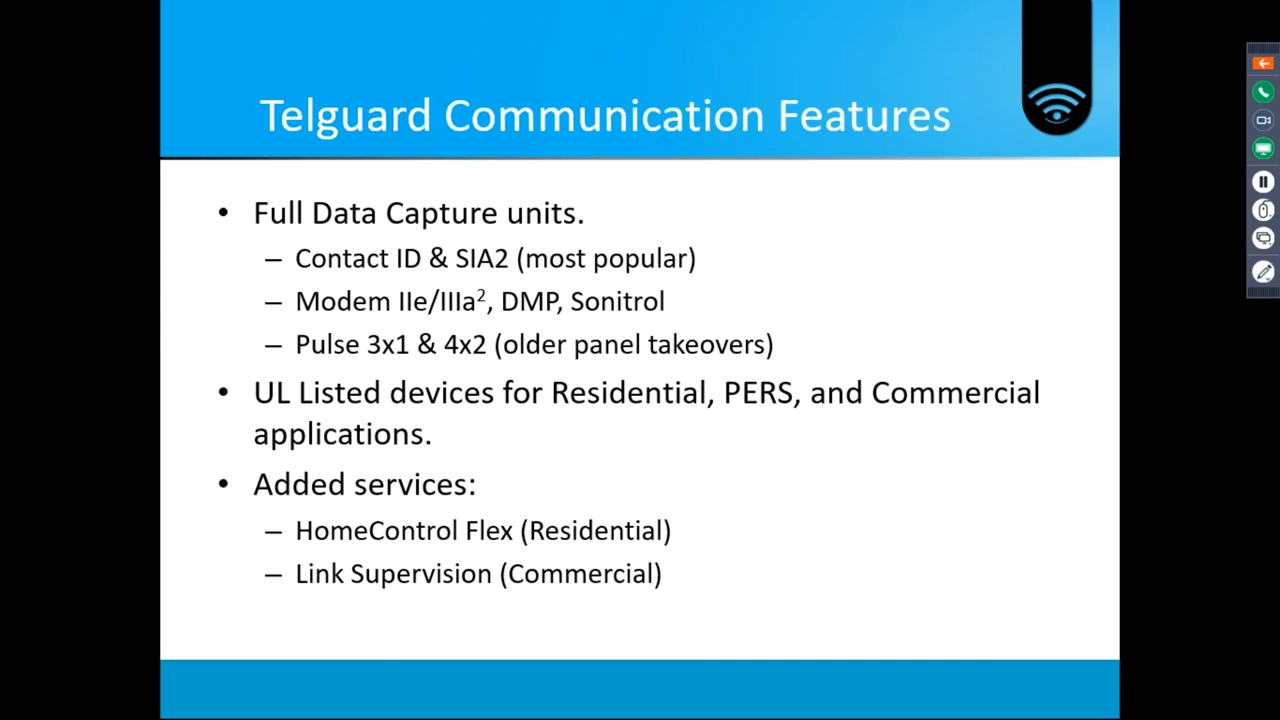 Telguard Communication Features
• Full Data Capture units.
– Contact ID & SIA2 (most popular)
– Modem IIe/IIIa², DMP, Sonitrol
– Pulse 3x1 & 4x2 (older panel takeovers)
• UL Listed devices for Residential, PERS, and Commercial
applications.
• Added services:
– HomeControl Flex (Residential)
– Link Supervision (Commercial)